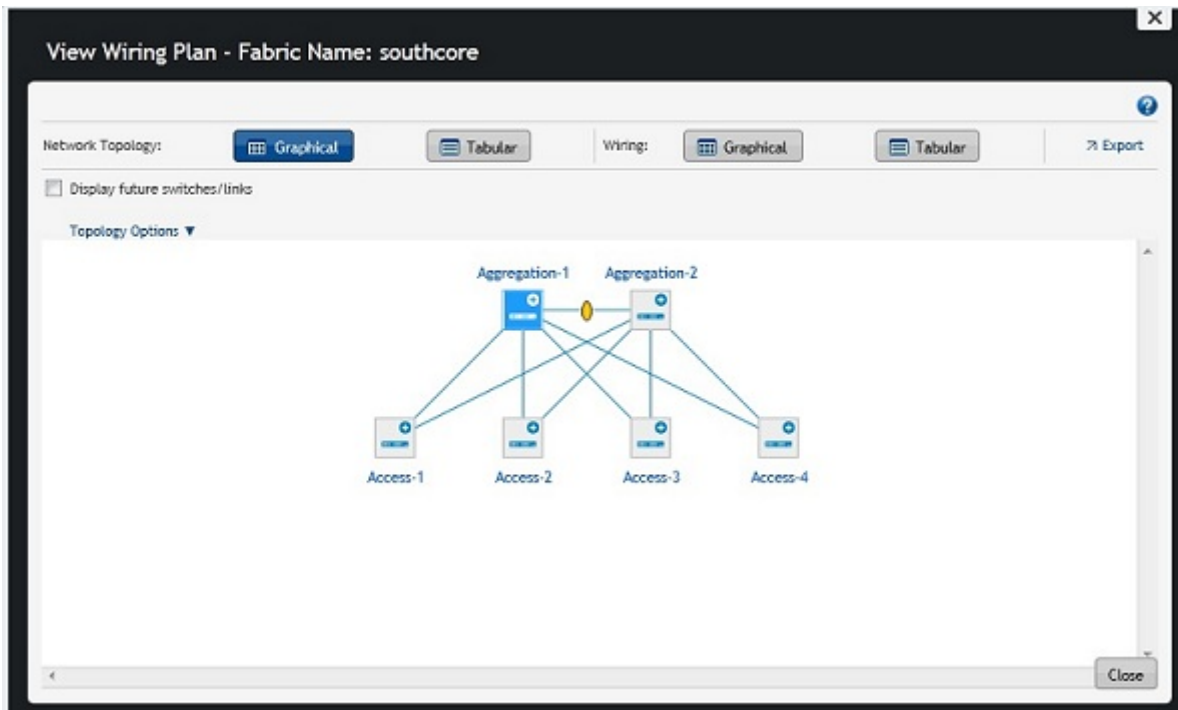 View Wiring Plan - Fabric Name: southcore
Network Topology: Graphical Tabular Wiring: Graphical Tabular Export
Display future switches/links
Topology Options ▼
Aggregation-1 Aggregation-2
Access-1 Access-2 Access-3 Access-4
Close